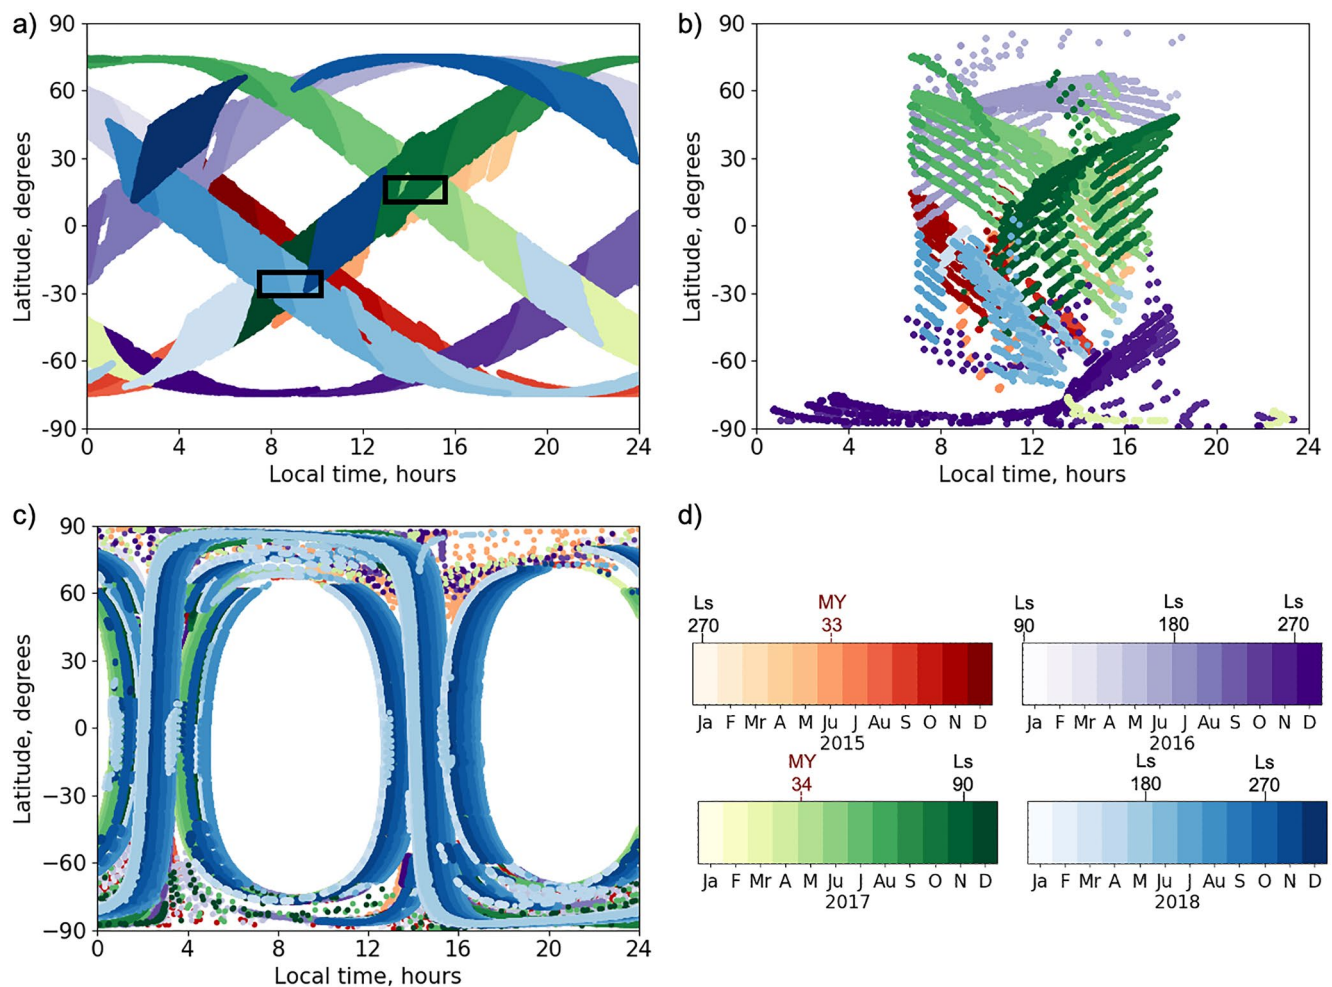 a)
90
60
30
0
-30
-60
-90
Latitude, degrees
0 4 8 12 16 20 24
Local time, hours
b)
90
60
30
0
-30
-60
-90
Latitude, degrees
0 4 8 12 16 20 24
Local time, hours
c)
90
60
30
0
−30
−60
−90
Latitude, degrees
0 4 8 12 16 20 24
Local time, hours
d)
Ls
270
MY
33
Ja F Mr A M Ju J Au S O N D
2015
Ls
90
Ls
180
Ls
270
Ja F Mr A M Ju J Au S O N D
2016
MY
34
Ls
90
Ja F Mr A M Ju J Au S O N D
2017
Ls
180
Ls
270
Ja F Mr A M Ju J Au S O N D
2018